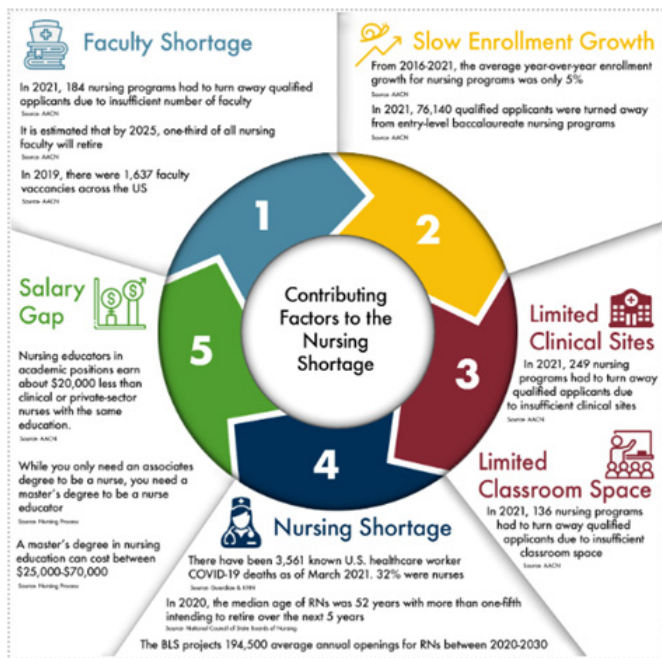 Faculty Shortage
In 2021, 184 nursing programs had to turn away qualified
applicants due to insufficient number of faculty
Source: AACN
It is estimated that by 2025, one-third of all nursing
faculty will retire
Source: AACN
In 2019, there were 1,637 faculty
vaccancies across the US
Source: AACN
Slow Enrollment Growth
From 2016-2021, the average year-over-year enrollment
growth for nursing programs was only 5%
Source: AACN
In 2021, 76,140 qualified applicants were turned away
from entry-level baccalaureate nursing programs
Source: AACN
1
2
3
4
5
Contributing
Factors to the
Nursing
Shortage
Limited
Clinical Sites
In 2021, 249 nursing
programs had to turn away
qualified applicants due
to insufficient clinical sites
Source: AACN
Limited
Classroom Space
In 2021, 136 nursing programs
had to turn away qualified
applicants due to insufficient
classroom space
Source: AACN
Nursing Shortage
There have been 3,561 known U.S. healthcare worker
COVID-19 deaths as of March 2021. 32% were nurses
Source: Guardian & KHN
In 2020, the median age of RNs was 52 years with more than one-fifth
intending to retire over the next 5 years
Source: National Council of State Boards of Nursing
The BLS projects 194,500 average annual openings for RNs between 2020-2030
Salary
Gap
Nursing educators in
academic positions earn
about $20,000 less than
clinical or private-sector
nurses with the same
education.
Source: AACN
While you only need an associates
degree to be a nurse, you need a
master's degree to be a nurse
educator
Source: Nursing Process
A master's degree in nursing
education can cost between
$25,000-$70,000
Source: Nursing Process